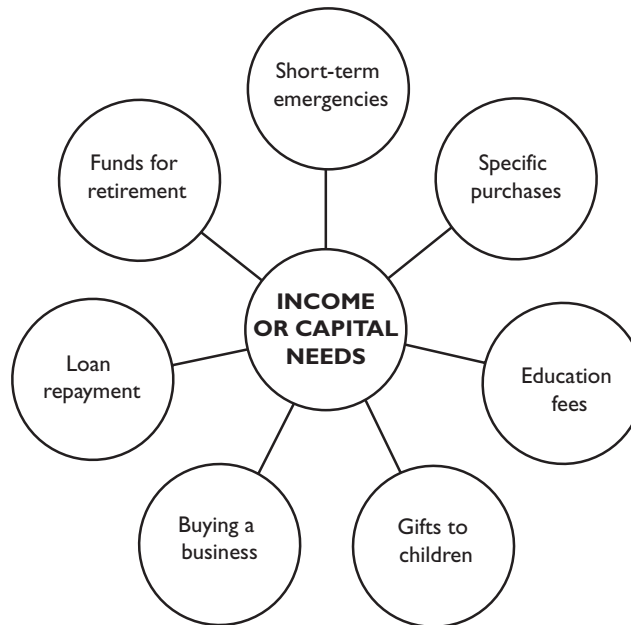 Short-term
emergencies
Funds for
retirement
Specific
purchases
INCOME
OR CAPITAL
NEEDS
Loan
repayment
Education
fees
Buying a
business
Gifts to
children